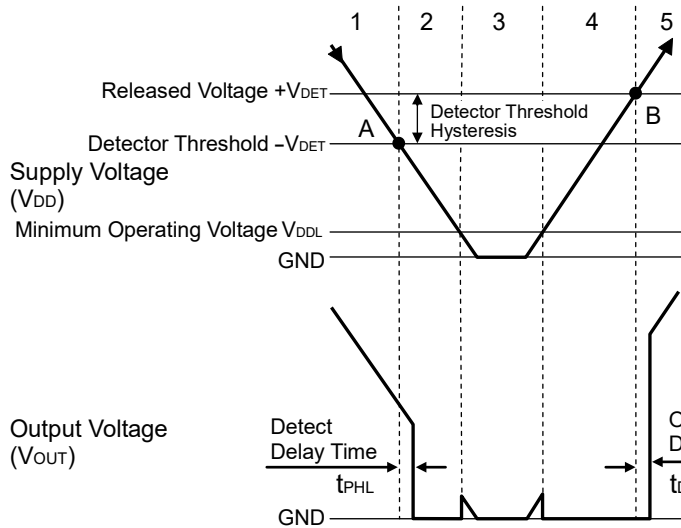 1 2 3 4 5
Released Voltage +VDET
Detector Threshold
Hysteresis
A
B
Detector Threshold –VDET
Supply Voltage
(VDD)
Minimum Operating Voltage VDDL
GND
Output Voltage
(VOUT)
Detect
Delay Time
tPHL
GND